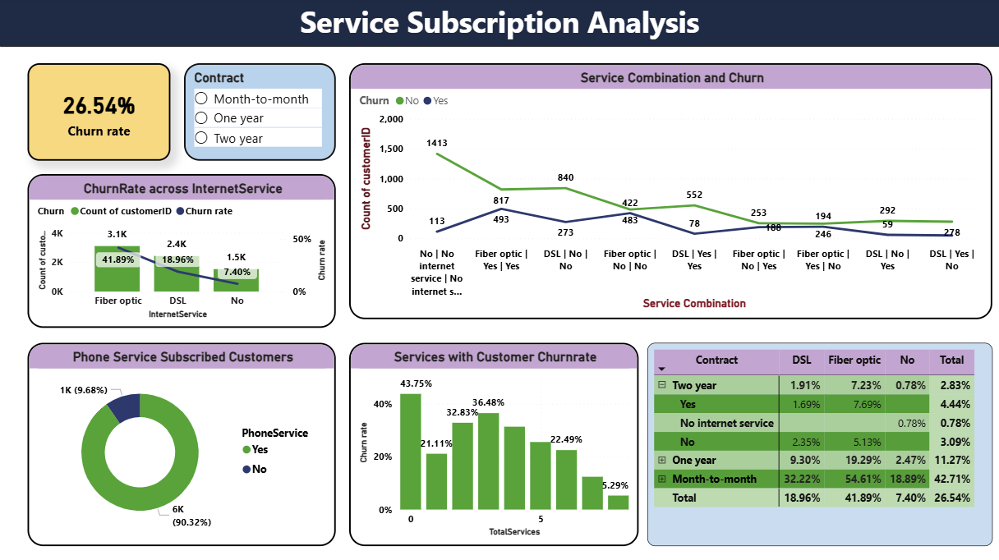 Service Subscription Analysis
26.54%
Churn rate
Contract
Month-to-month
One year
Two year
Service Combination and Churn
Churn No Yes
Count of customerID
2,000
1,500
1,000
500
0
1413
817
840
422
552
253
194
292
278
113
493
273
483
78
188
246
59
No | No internet service | No internet s...
Fiber optic | Yes | Yes
DSL | No | No
Fiber optic | No | No
DSL | Yes | Yes
Fiber optic | No | Yes
Fiber optic | Yes | No
DSL | No | Yes
DSL | Yes | No
Service Combination
ChurnRate across InternetService
Churn Count of customerID Churn rate
Count of custo...
4K
2K
0K
3.1K
2.4K
1.5K
41.89%
18.96%
7.40%
50%
0%
Churn rate
Fiber optic DSL No
InternetService
Phone Service Subscribed Customers
1K (9.68%)
6K
(90.32%)
PhoneService
Yes
No
Services with Customer Churnrate
Churn rate
40%
20%
0%
43.75%
21.11%
32.83%
36.48%
22.49%
5.29%
0 5
TotalServices
Contract DSL Fiber optic No Total
Two year 1.91% 7.23% 0.78% 2.83%
Yes 1.69% 7.69% 4.44%
No internet service 0.78% 0.78%
No 2.35% 5.13% 3.09%
One year 9.30% 19.29% 2.47% 11.27%
Month-to-month 32.22% 54.61% 18.89% 42.71%
Total 18.96% 41.89% 7.40% 26.54%